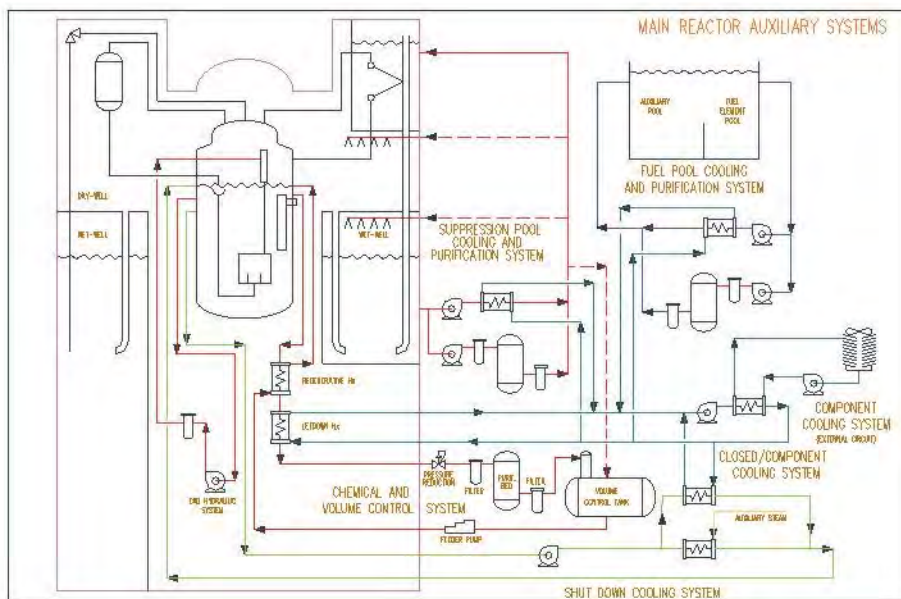 MAIN REACTOR AUXILIARY SYSTEMS
AUXILIARY
POOL
FUEL
ELEMENT
POOL
FUEL POOL COOLING
AND PURIFICATION SYSTEM
DRY-WELL
WET-WELL
WET-WELL
SUPPRESSION POOL
COOLING AND
PURIFICATION SYSTEM
REGENERATIVE Hx
LETDOWN Hx
COMPONENT
COOLING SYSTEM
(EXTERNAL CIRCUIT)
CLOSED/COMPONENT
COOLING SYSTEM
PRESSURE
REDUCTION
FILTER
PURIF.
BED
FILTER
VOLUME
CONTROL TANK
CHEMICAL AND
VOLUME CONTROL SYSTEM
CRD HYDRAULIC
SYSTEM
FEEDER PUMP
AUXILIARY STEAM
SHUT DOWN COOLING SYSTEM